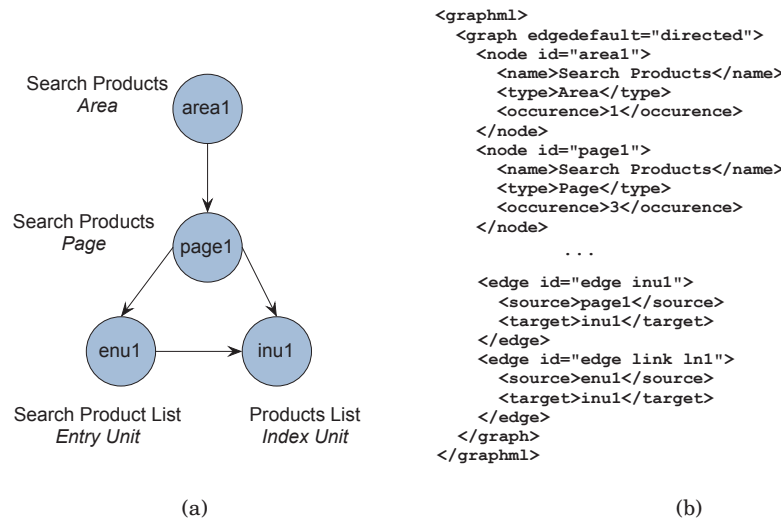 Search Products
Area
area1
Search Products
Page
page1
enu1
inu1
Search Product List
Entry Unit
Products List
Index Unit
(a)
<graphml>
<graph edgedefault="directed">
<node id="area1">
<name>Search Products</name>
<type>Area</type>
<occurence>1</occurence>
</node>
<node id="page1">
<name>Search Products</name>
<type>Page</type>
<occurence>3</occurence>
</node>
...
<edge id="edge inu1">
<source>page1</source>
<target>inu1</target>
</edge>
<edge id="edge link ln1">
<source>enu1</source>
<target>inu1</target>
</edge>
</graph>
</graphml>
(b)